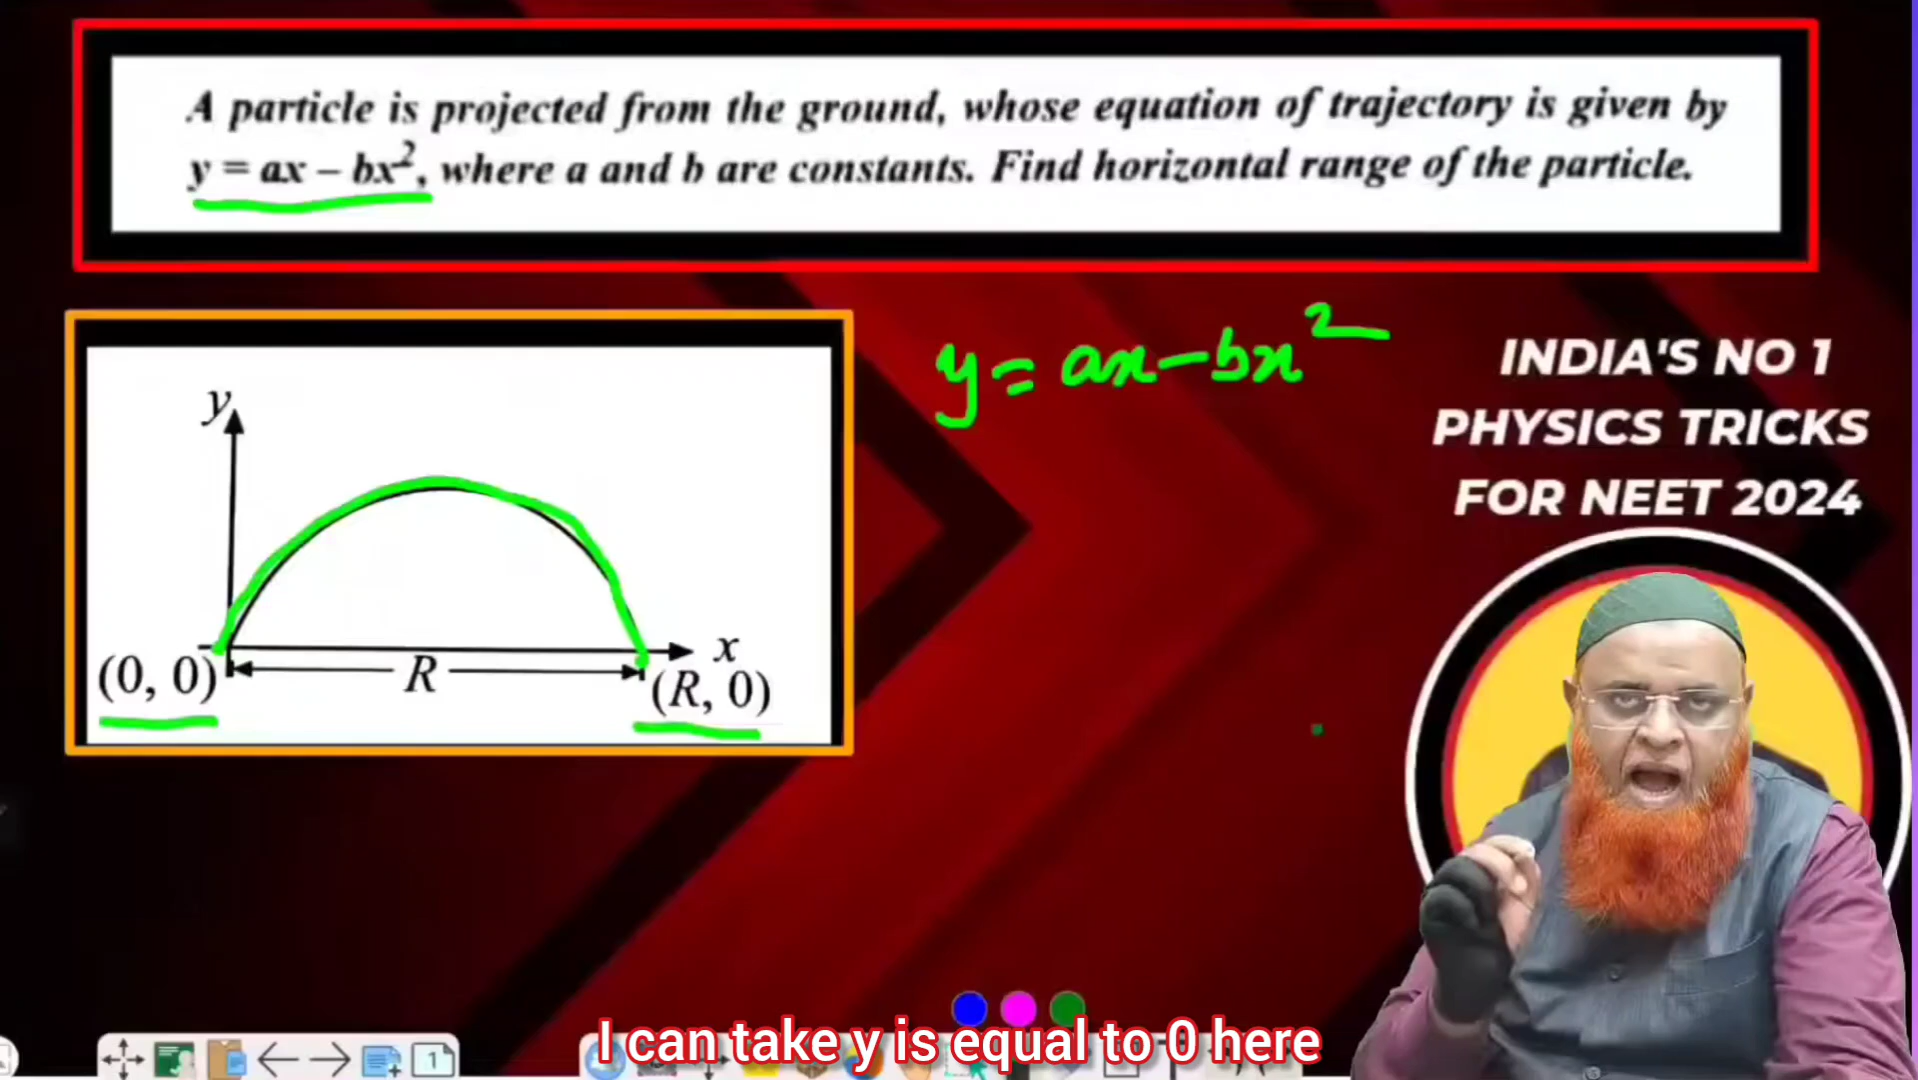 A particle is projected from the ground, whose equation of trajectory is given by
y = ax – bx², where a and b are constants. Find horizontal range of the particle.
y = ax – bx²
INDIA'S NO 1
PHYSICS TRICKS
FOR NEET 2024
y
x
R
(0, 0)
(R, 0)
I can take y is equal to 0 here
1